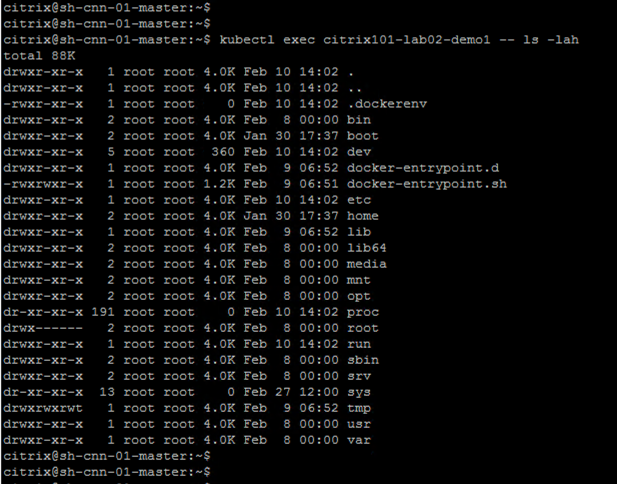 citrix@sh-cnn-01-master:~$
citrix@sh-cnn-01-master:~$
citrix@sh-cnn-01-master:~$ kubectl exec citrix101-lab02-demo1 -- ls -lah
total 88K
drwxr-xr-x   1 root root 4.0K Feb 10 14:02 .
drwxr-xr-x   1 root root 4.0K Feb 10 14:02 ..
-rwxr-xr-x   1 root root    0 Feb 10 14:02 .dockerenv
drwxr-xr-x   2 root root 4.0K Feb  8 00:00 bin
drwxr-xr-x   2 root root 4.0K Jan 30 17:37 boot
drwxr-xr-x   5 root root  360 Feb 10 14:02 dev
drwxr-xr-x   1 root root 4.0K Feb  9 06:52 docker-entrypoint.d
-rwxrwxr-x   1 root root 1.2K Feb  9 06:51 docker-entrypoint.sh
drwxr-xr-x   1 root root 4.0K Feb 10 14:02 etc
drwxr-xr-x   2 root root 4.0K Jan 30 17:37 home
drwxr-xr-x   1 root root 4.0K Feb  9 06:52 lib
drwxr-xr-x   2 root root 4.0K Feb  8 00:00 lib64
drwxr-xr-x   2 root root 4.0K Feb  8 00:00 media
drwxr-xr-x   2 root root 4.0K Feb  8 00:00 mnt
drwxr-xr-x   2 root root 4.0K Feb  8 00:00 opt
dr-xr-xr-x 191 root root    0 Feb 10 14:02 proc
drwx------   2 root root 4.0K Feb  8 00:00 root
drwxr-xr-x   1 root root 4.0K Feb 10 14:02 run
drwxr-xr-x   2 root root 4.0K Feb  8 00:00 sbin
drwxr-xr-x   2 root root 4.0K Feb  8 00:00 srv
dr-xr-xr-x  13 root root    0 Feb 27 12:00 sys
drwxrwxrwt   1 root root 4.0K Feb  9 06:52 tmp
drwxr-xr-x   1 root root 4.0K Feb  8 00:00 usr
drwxr-xr-x   1 root root 4.0K Feb  8 00:00 var
citrix@sh-cnn-01-master:~$
citrix@sh-cnn-01-master:~$